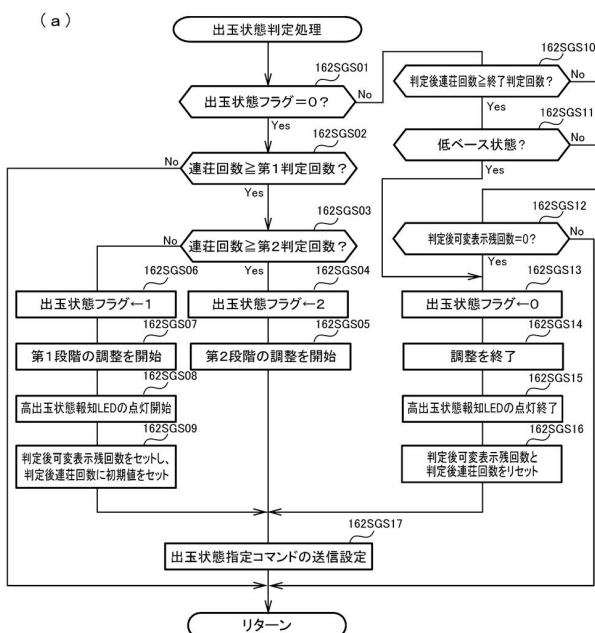 (a)
出玉状態判定処理
162SGS01
出玉状態フラグ=0?
No
Yes
162SGS02
連荘回数≧第1判定回数?
No
Yes
162SGS03
連荘回数≧第2判定回数?
No
Yes
162SGS06
出玉状態フラグ←1
162SGS07
第1段階の調整を開始
162SGS08
高出玉状態報知LEDの点灯開始
162SGS09
判定後可変表示残回数をセットし、
判定後連荘回数に初期値をセット
162SGS04
出玉状態フラグ←2
162SGS05
第2段階の調整を開始
162SGS10
判定後連荘回数≧終了判定回数?
No
Yes
162SGS11
低ベース状態?
No
Yes
162SGS12
判定後可変表示残回数=0?
No
Yes
162SGS13
出玉状態フラグ←0
162SGS14
調整を終了
162SGS15
高出玉状態報知LEDの点灯終了
162SGS16
判定後可変表示残回数と
判定後連荘回数をリセット
162SGS17
出玉状態指定コマンドの送信設定
リターン